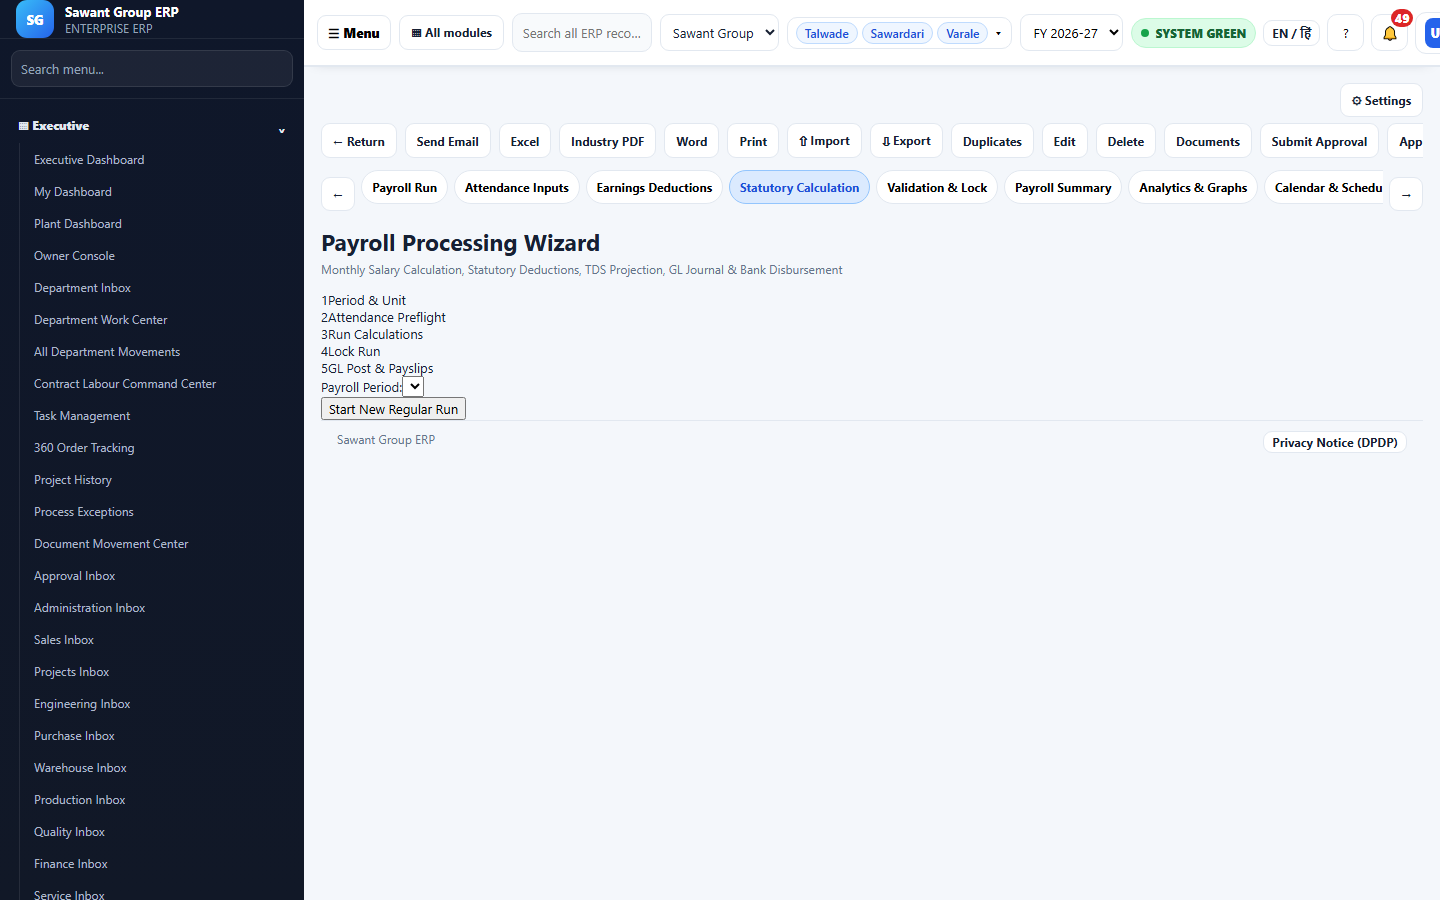 SG
Sawant Group ERP
ENTERPRISE ERP
Search menu...
Executive
Executive Dashboard
My Dashboard
Plant Dashboard
Owner Console
Department Inbox
Department Work Center
All Department Movements
Contract Labour Command Center
Task Management
360 Order Tracking
Project History
Process Exceptions
Document Movement Center
Approval Inbox
Administration Inbox
Sales Inbox
Projects Inbox
Engineering Inbox
Purchase Inbox
Warehouse Inbox
Production Inbox
Quality Inbox
Finance Inbox
Service Inbox
☰ Menu
All modules
Search all ERP reco...
Sawant Group
Talwade
Sawardari
Varale
FY 2026-27
SYSTEM GREEN
EN / हिं
?
49
U
⚙ Settings
← Return
Send Email
Excel
Industry PDF
Word
Print
⇧ Import
⇩ Export
Duplicates
Edit
Delete
Documents
Submit Approval
App
←
Payroll Run
Attendance Inputs
Earnings Deductions
Statutory Calculation
Validation & Lock
Payroll Summary
Analytics & Graphs
Calendar & Schedu
→
Payroll Processing Wizard
Monthly Salary Calculation, Statutory Deductions, TDS Projection, GL Journal & Bank Disbursement
1Period & Unit
2Attendance Preflight
3Run Calculations
4Lock Run
5GL Post & Payslips
Payroll Period:
Start New Regular Run
Sawant Group ERP
Privacy Notice (DPDP)